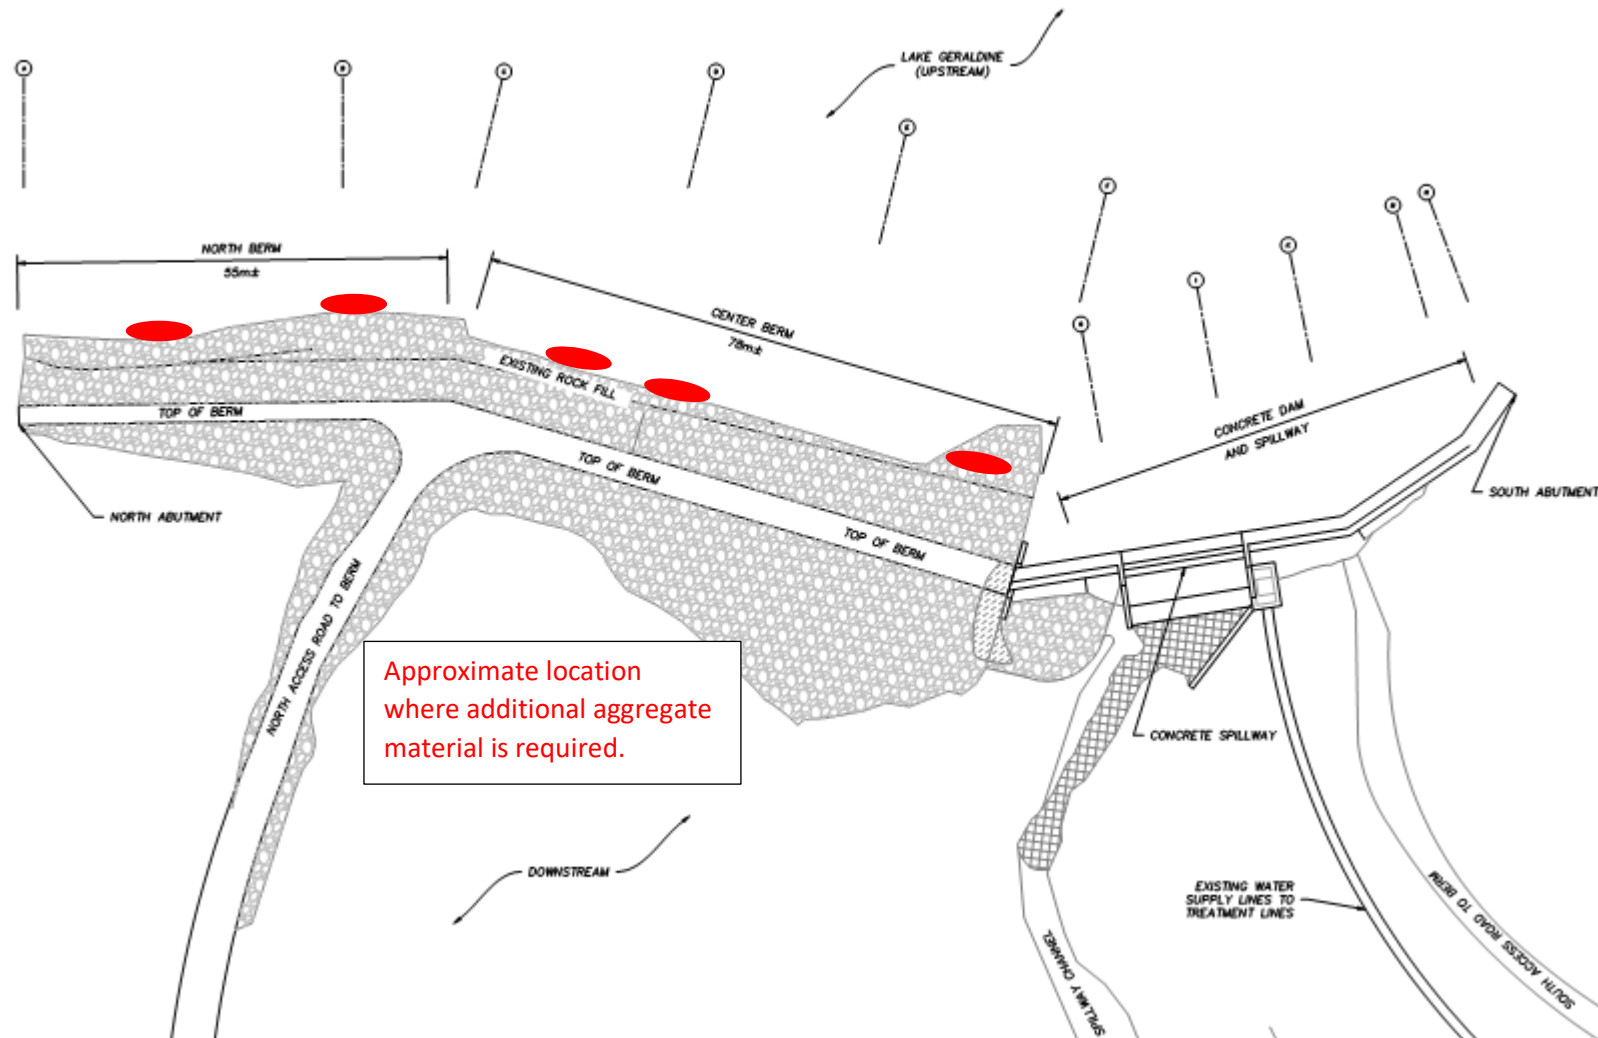 LAKE GERALDINE
(UPSTREAM)
NORTH BERM
55m±
CENTER BERM
78m±
EXISTING ROCK FILL
TOP OF BERM
TOP OF BERM
TOP OF BERM
CONCRETE DAM
AND SPILLWAY
SOUTH ABUTMENT
NORTH ABUTMENT
NORTH ACCESS ROAD TO BERM
Approximate location
where additional aggregate
material is required.
CONCRETE SPILLWAY
DOWNSTREAM
EXISTING WATER
SUPPLY LINES TO
TREATMENT LINES
SPILLWAY CHANNEL
SOUTH ACCESS ROAD TO BERM